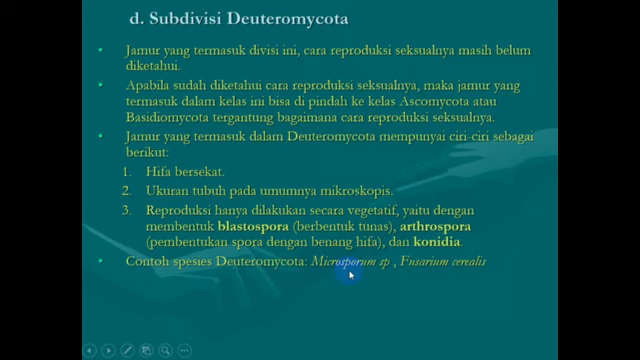 d. Subdivisi Deuteromycota
• Jamur yang termasuk divisi ini, cara reproduksi seksualnya masih belum
diketahui.
• Apabila sudah diketahui cara reproduksi seksualnya, maka jamur yang
termasuk dalam kelas ini bisa di pindah ke kelas Ascomycota atau
Basidiomycota tergantung bagaimana cara reproduksi seksualnya.
• Jamur yang termasuk dalam Deuteromycota mempunyai ciri-ciri sebagai
berikut:
1. Hifa bersekat.
2. Ukuran tubuh pada umumnya mikroskopis.
3. Reproduksi hanya dilakukan secara vegetatif, yaitu dengan
membentuk blastospora (berbentuk tunas), arthrospora
(pembentukan spora dengan benang hifa), dan konidia.
• Contoh spesies Deuteromycota: Microsporum sp , Fusarium cerealis